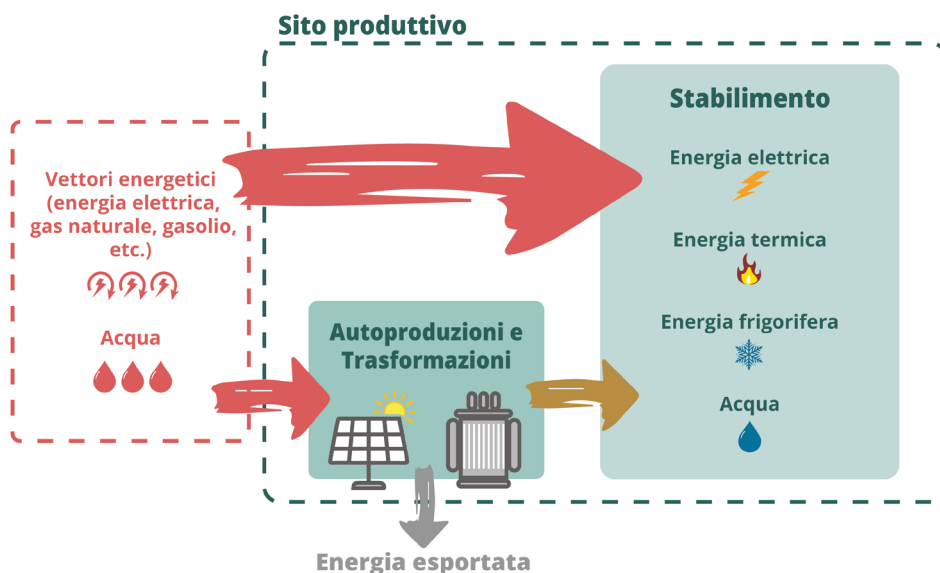 Sito produttivo
Vettori energetici
(energia elettrica,
gas naturale, gasolio,
etc.)
Acqua
Autoproduzioni e
Trasformazioni
Stabilimento
Energia elettrica
Energia termica
Energia frigorifera
Acqua
Energia esportata